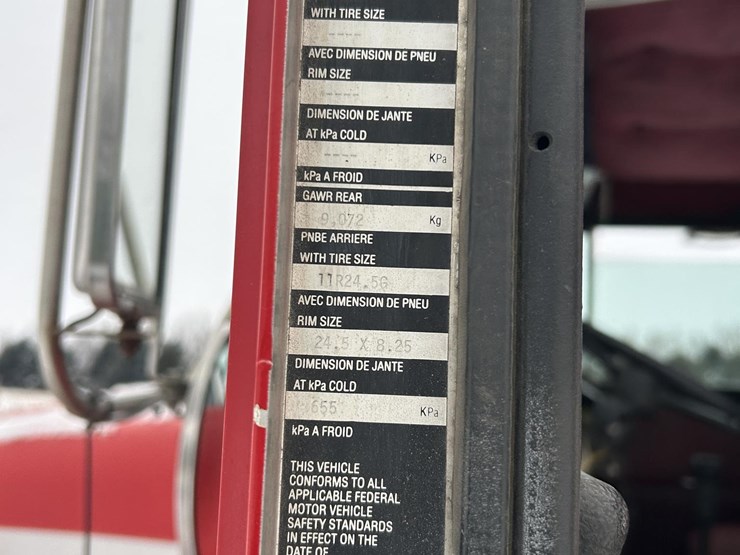 WITH TIRE SIZE
----
AVEC DIMENSION DE PNEU
RIM SIZE
----
DIMENSION DE JANTE
AT kPa COLD
---- KPa
kPa A FROID
GAWR REAR
9,072 Kg
PNBE ARRIERE
WITH TIRE SIZE
11R24.5G
AVEC DIMENSION DE PNEU
RIM SIZE
24.5 X 8.25
DIMENSION DE JANTE
AT kPa COLD
655 KPa
kPa A FROID
THIS VEHICLE
CONFORMS TO ALL
APPLICABLE FEDERAL
MOTOR VEHICLE
SAFETY STANDARDS
IN EFFECT ON THE
DATE OF